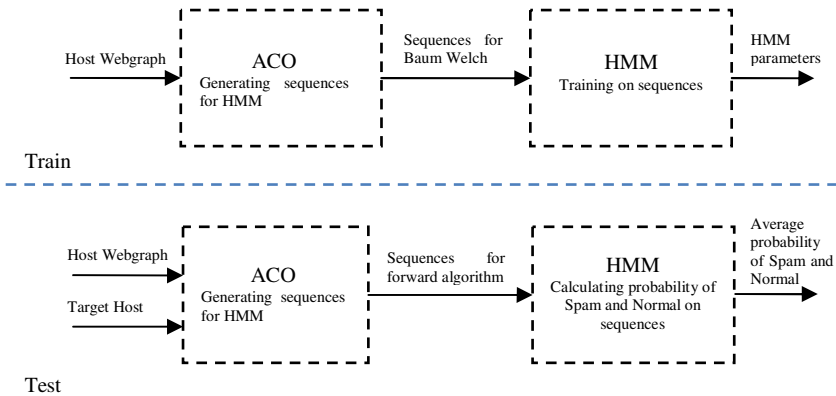 Host Webgraph
ACO
Generating sequences
for HMM
Sequences for
Baum Welch
HMM
Training on sequences
HMM
parameters
Train
Host Webgraph
Target Host
ACO
Generating sequences
for HMM
Sequences for
forward algorithm
HMM
Calculating probability of
Spam and Normal on
sequences
Average
probability
of Spam and
Normal
Test